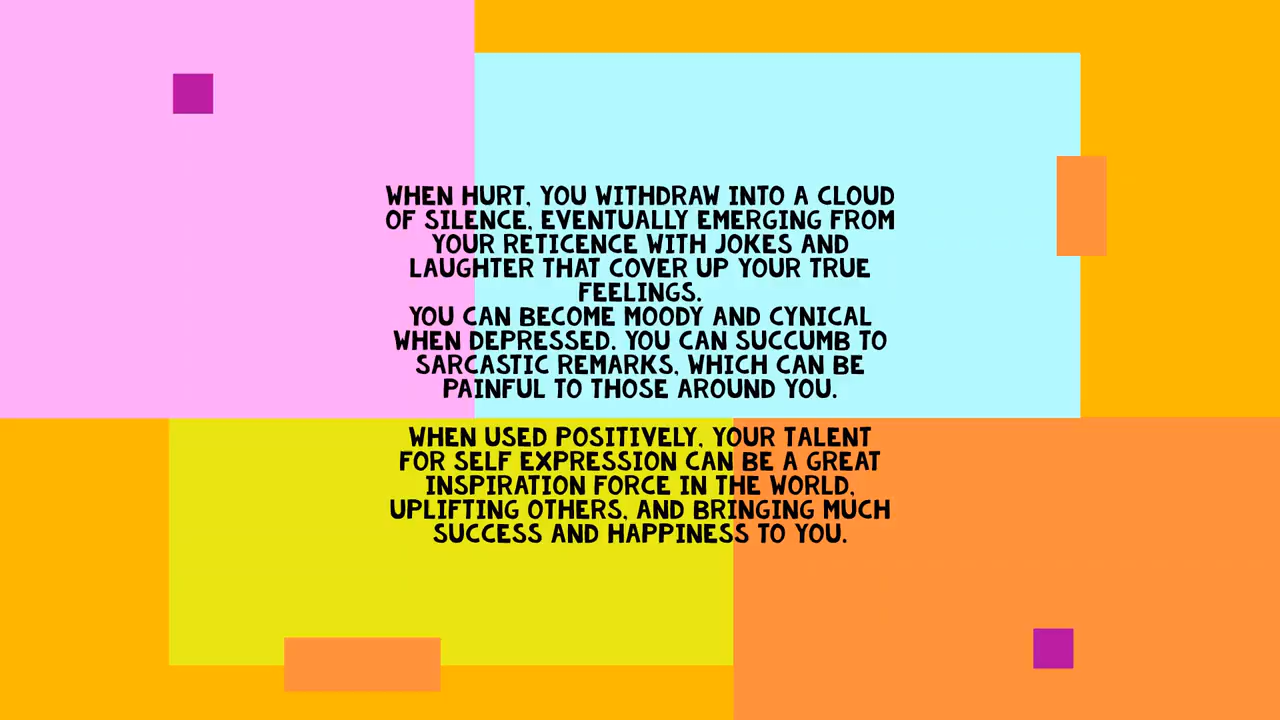 WHEN HURT, YOU WITHDRAW INTO A CLOUD
OF SILENCE, EVENTUALLY EMERGING FROM
YOUR RETICENCE WITH JOKES AND
LAUGHTER THAT COVER UP YOUR TRUE
FEELINGS.
YOU CAN BECOME MOODY AND CYNICAL
WHEN DEPRESSED. YOU CAN SUCCUMB TO
SARCASTIC REMARKS, WHICH CAN BE
PAINFUL TO THOSE AROUND YOU.
WHEN USED POSITIVELY, YOUR TALENT
FOR SELF EXPRESSION CAN BE A GREAT
INSPIRATION FORCE IN THE WORLD,
UPLIFTING OTHERS, AND BRINGING MUCH
SUCCESS AND HAPPINESS TO YOU.